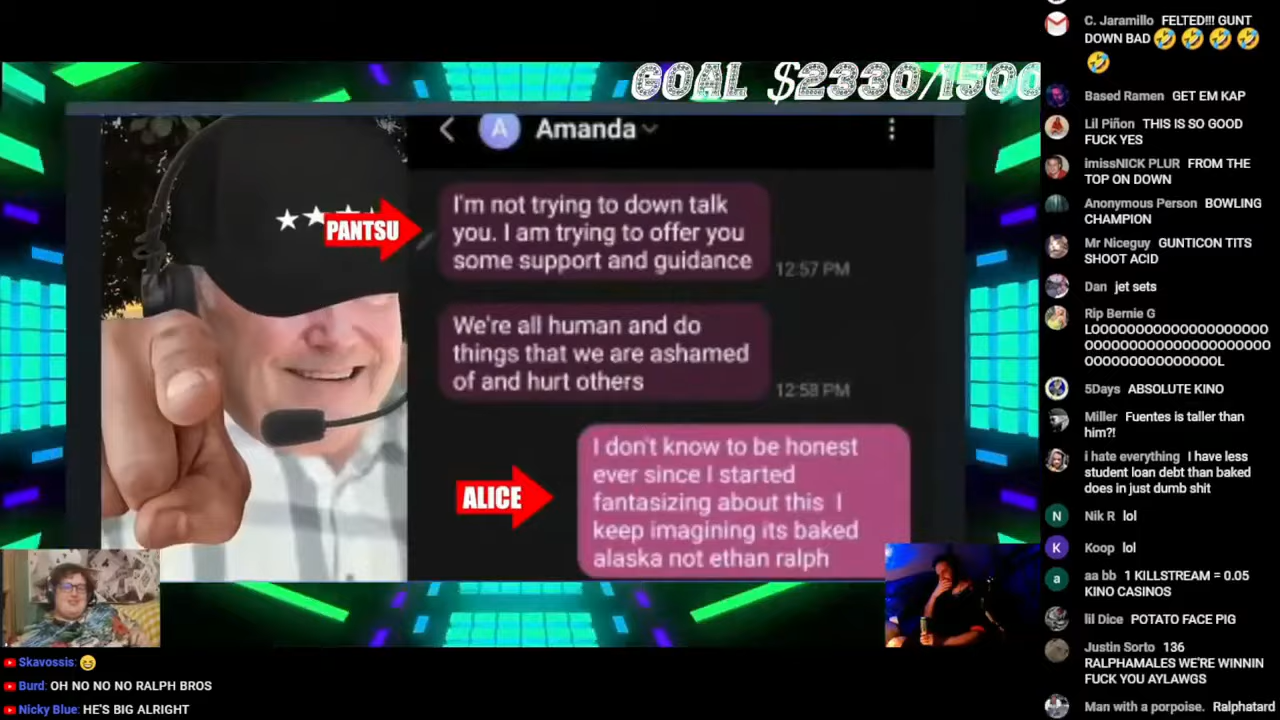 GOAL $2330/1500
A Amanda
I'm not trying to down talk
you. I am trying to offer you
some support and guidance
12:57 PM
PANTSU
We're all human and do
things that we are ashamed
of and hurt others
12:58 PM
I don't know to be honest
ever since I started
fantasizing about this I
keep imagining its baked
alaska not ethan ralph
ALICE
Skavossis:
Burd: OH NO NO NO RALPH BROS
Nicky Blue: HE'S BIG ALRIGHT
C. Jaramillo FELTED!!! GUNT
DOWN BAD
Based Ramen GET EM KAP
Lil Piñon THIS IS SO GOOD
FUCK YES
imissNICK PLUR FROM THE
TOP ON DOWN
Anonymous Person BOWLING
CHAMPION
Mr Niceguy GUNTICON TITS
SHOOT ACID
Dan jet sets
Rip Bernie G
LOOOOOOOOOOOOOOOOOOO
OOOOOOOOOOOOOOOOOOOO
OOOOOOOOOOOOOOL
5Days ABSOLUTE KINO
Miller Fuentes is taller than
him?!
i hate everything I have less
student loan debt than baked
does in just dumb shit
N Nik R lol
K Koop lol
a aa bb 1 KILLSTREAM = 0.05
KINO CASINOS
lil Dice POTATO FACE PIG
Justin Sorto 136
RALPHAMALES WE'RE WINNIN
FUCK YOU AYLAWGS
Man with a porpoise. Ralphatard